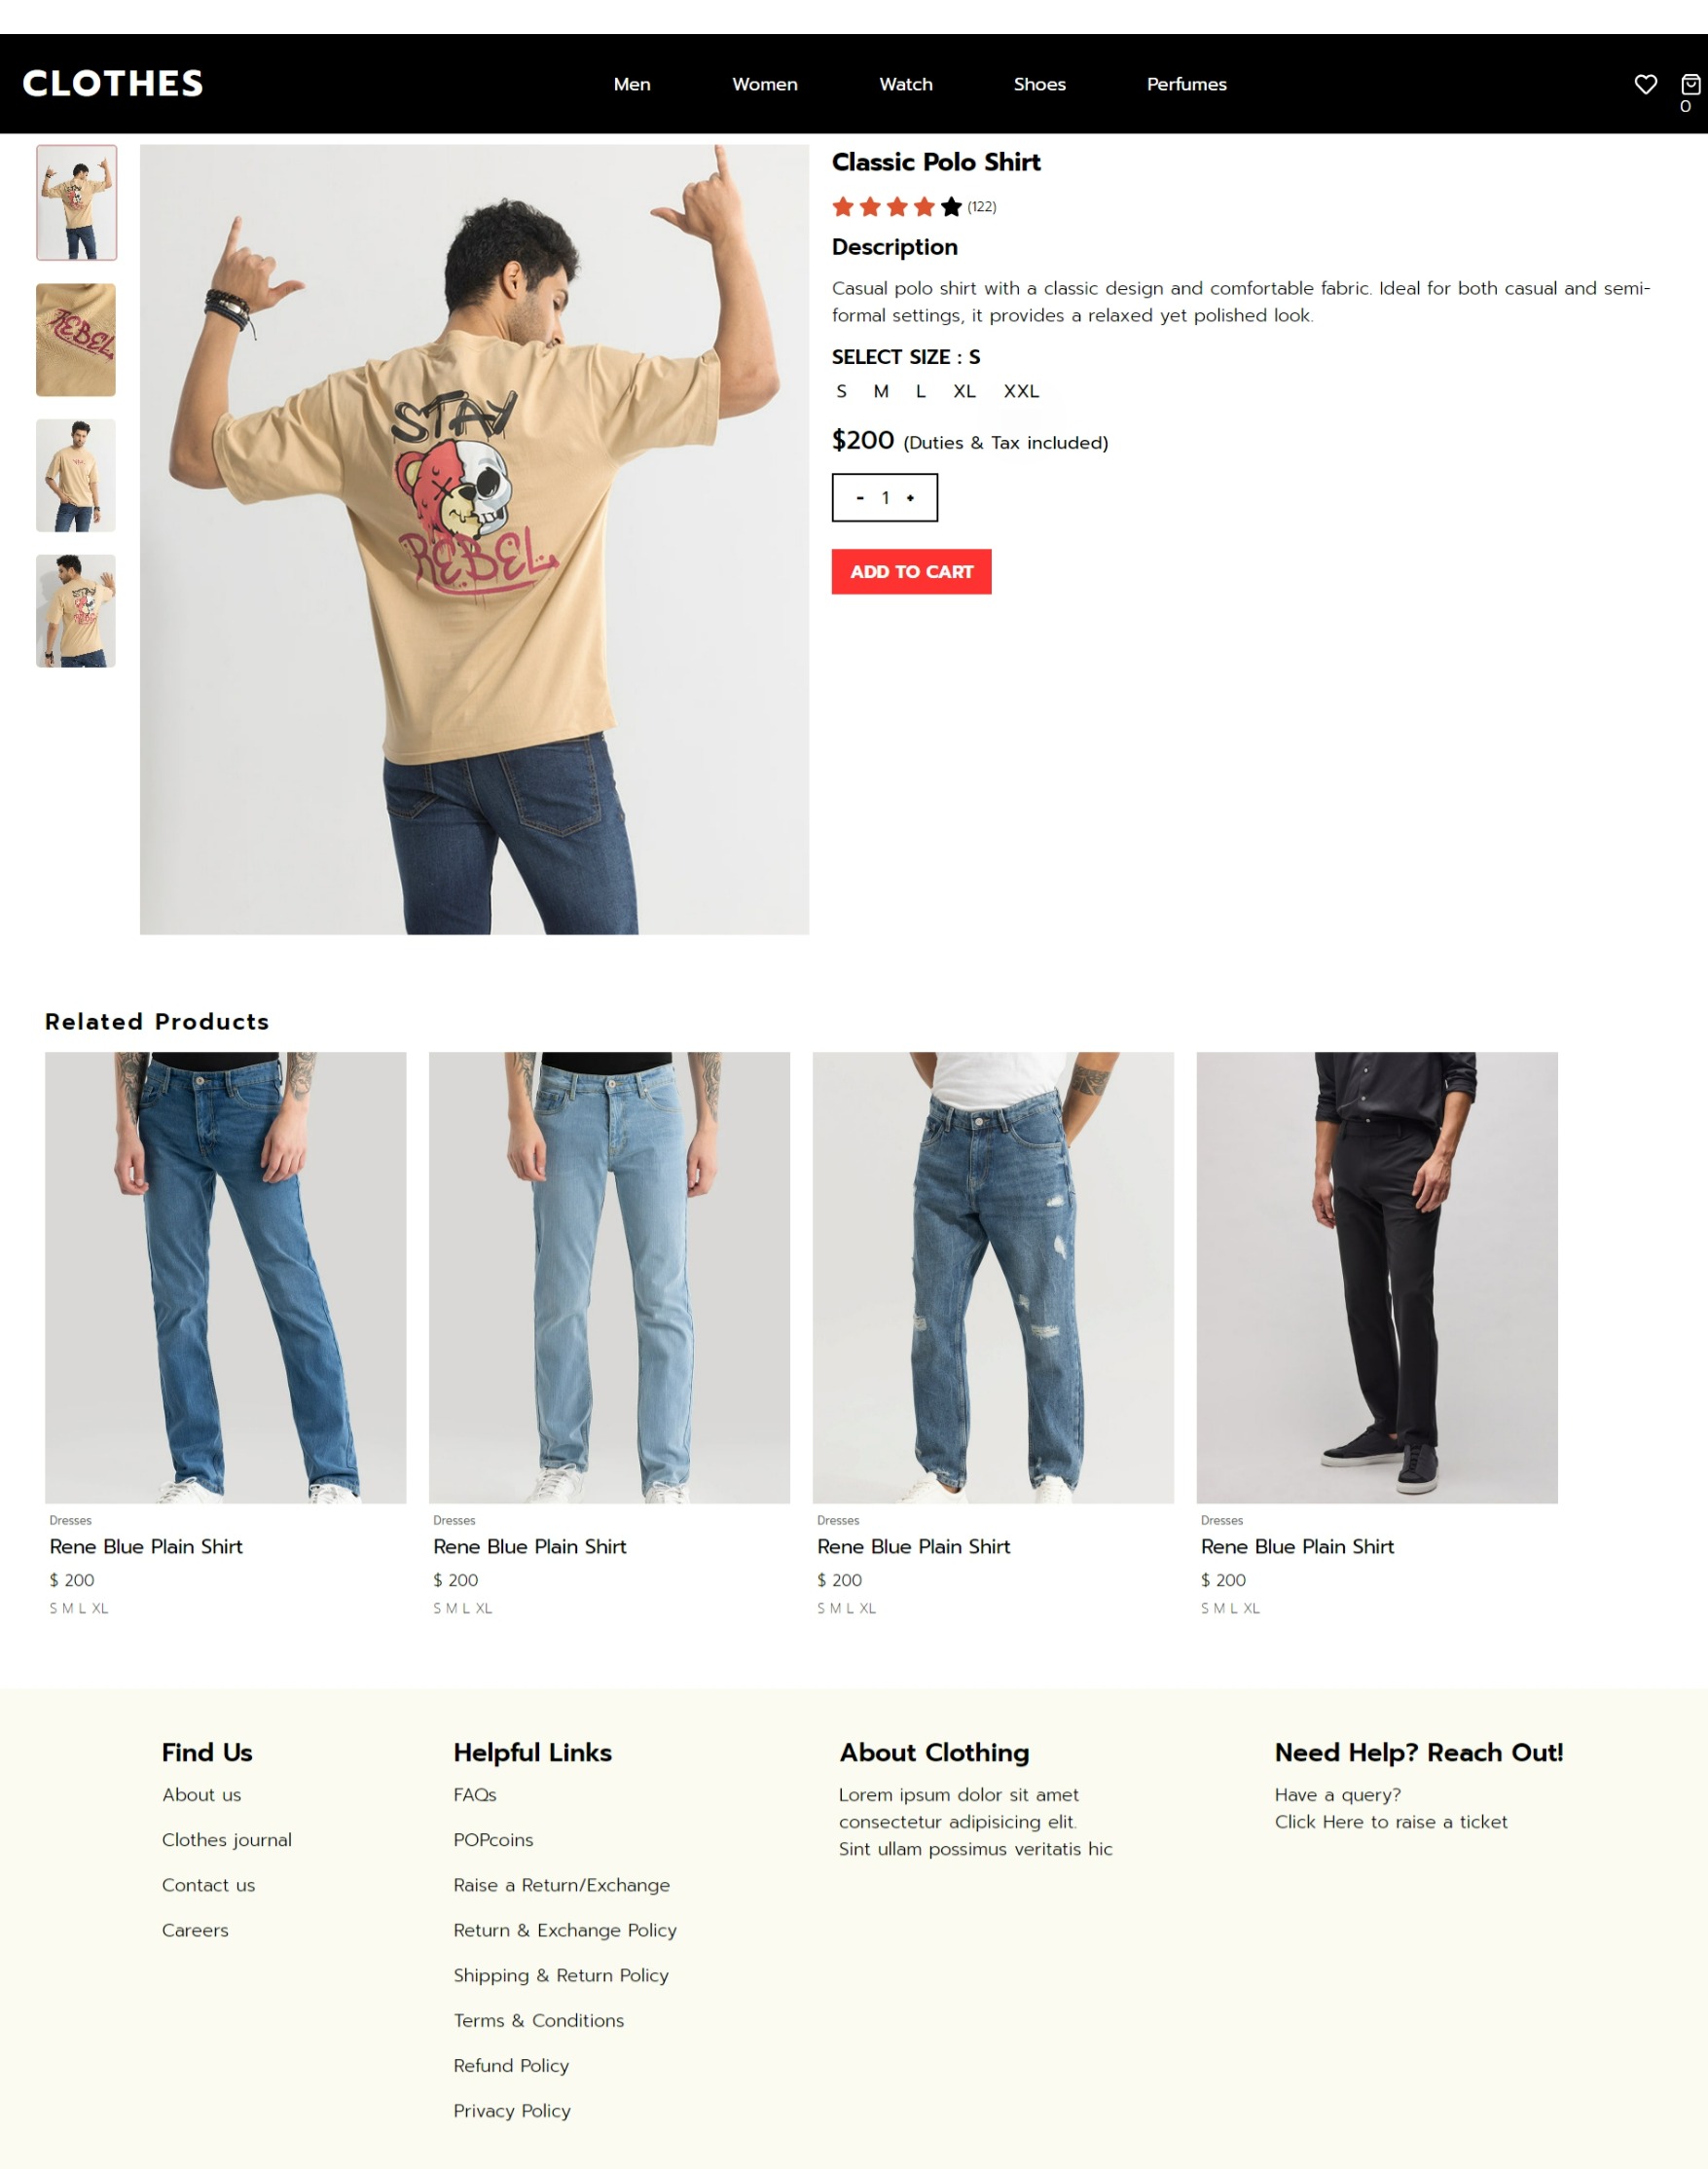 CLOTHES
Men Women Watch Shoes Perfumes
0
Classic Polo Shirt
(122)
Description
Casual polo shirt with a classic design and comfortable fabric. Ideal for both casual and semi-
formal settings, it provides a relaxed yet polished look.
SELECT SIZE : S
S M L XL XXL
$200 (Duties & Tax included)
- 1 +
ADD TO CART
STAY
REBEL
REBEL
Related Products
Dresses
Rene Blue Plain Shirt
$ 200
S M L XL
Dresses
Rene Blue Plain Shirt
$ 200
S M L XL
Dresses
Rene Blue Plain Shirt
$ 200
S M L XL
Dresses
Rene Blue Plain Shirt
$ 200
S M L XL
Find Us
About us
Clothes journal
Contact us
Careers
Helpful Links
FAQs
POPcoins
Raise a Return/Exchange
Return & Exchange Policy
Shipping & Return Policy
Terms & Conditions
Refund Policy
Privacy Policy
About Clothing
Lorem ipsum dolor sit amet
consectetur adipisicing elit.
Sint ullam possimus veritatis hic
Need Help? Reach Out!
Have a query?
Click Here to raise a ticket